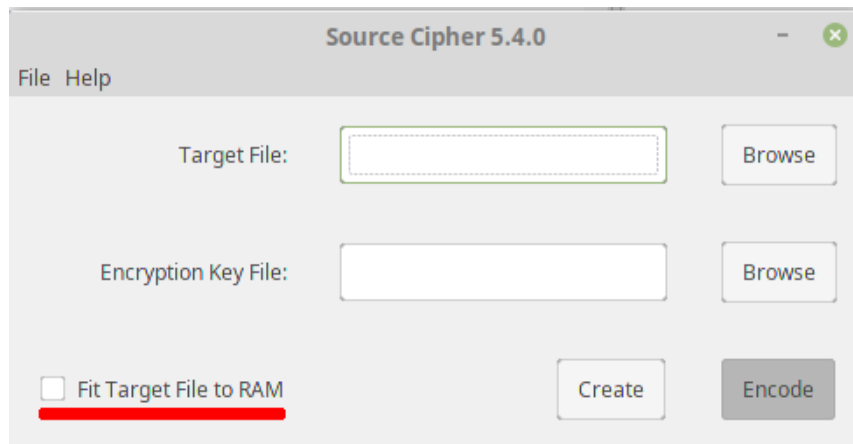 Source Cipher 5.4.0
File Help
Target File: Browse
Encryption Key File: Browse
Fit Target File to RAM Create Encode